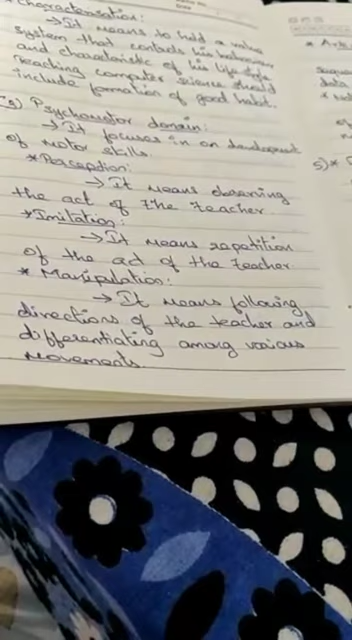 * Characterisation:
→ It means to hold a value
system that controls his behaviour
and characteristic of his life style
Teaching computer science should
include formation of good habit.
(3) Psychomotor domain:
→ It focuses in on development
of motor skills.
* Perception:
→ It means observing
the act of the teacher.
* Imitation:
→ It means repetition
of the act of the teacher
* Manipulation:
→ It means following
directions of the teacher and
differentiating among various
movements.
data
5) *